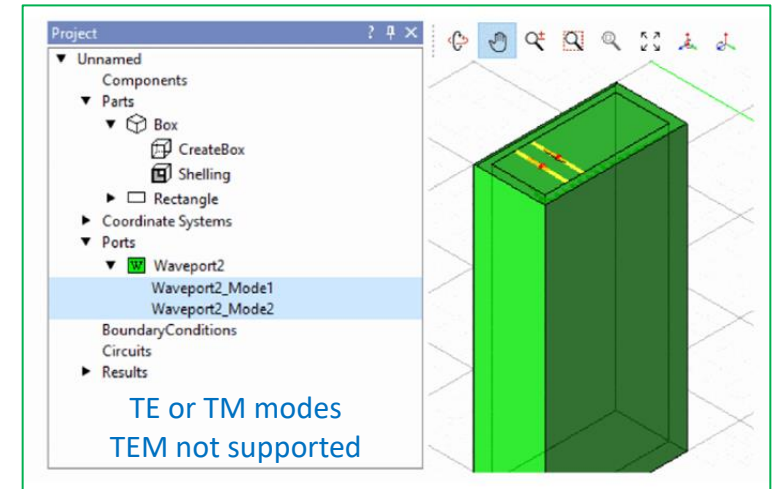 Project
Unnamed
Components
Parts
Box
CreateBox
Shelling
Rectangle
Coordinate Systems
Ports
W Waveport2
Waveport2_Mode1
Waveport2_Mode2
BoundaryConditions
Circuits
Results
TE or TM modes
TEM not supported